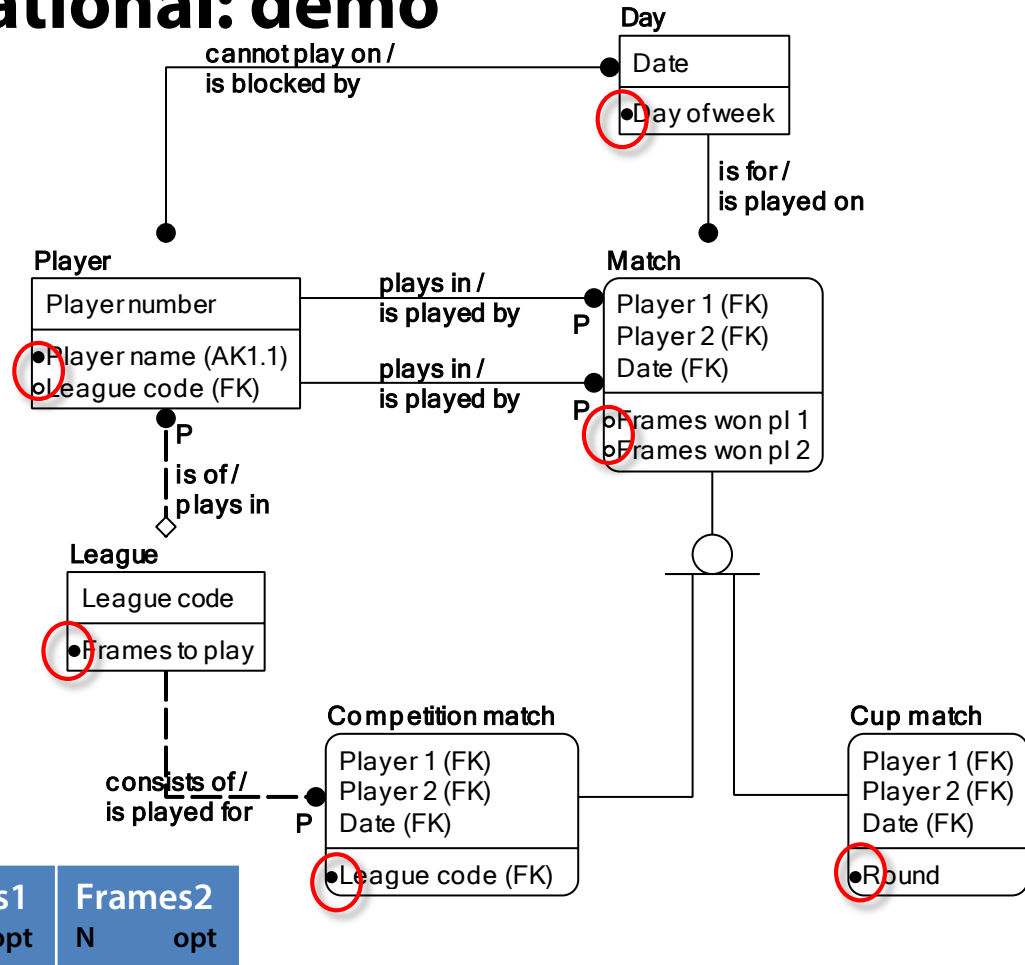 ational: demo
Day
cannot play on /
is blocked by
Date
Day of week
is for /
is played on
Player
Player number
Player name (AK1.1)
League code (FK)
plays in /
is played by
P
plays in /
is played by
P
Match
Player 1 (FK)
Player 2 (FK)
Date (FK)
Frames won pl 1
Frames won pl 2
P
is of /
plays in
League
League code
Frames to play
consists of /
is played for
P
Competition match
Player 1 (FK)
Player 2 (FK)
Date (FK)
League code (FK)
Cup match
Player 1 (FK)
Player 2 (FK)
Date (FK)
Round
s1 Frames2
opt N opt